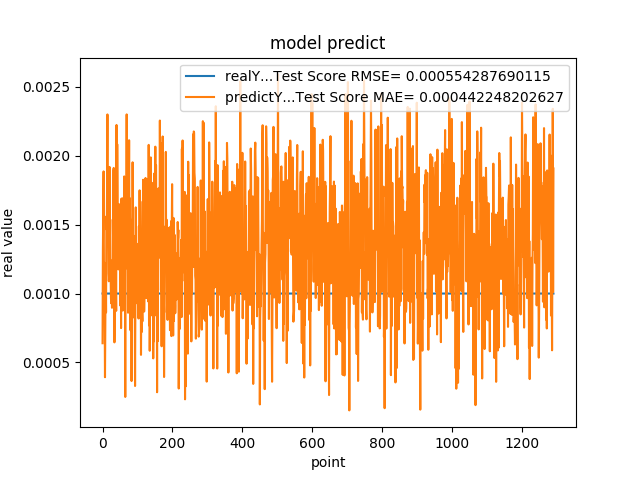 model predict
realY...Test Score RMSE= 0.000554287690115
predictY...Test Score MAE= 0.000442248202627
0.0025
0.0020
0.0015
0.0010
0.0005
real value
0 200 400 600 800 1000 1200
point